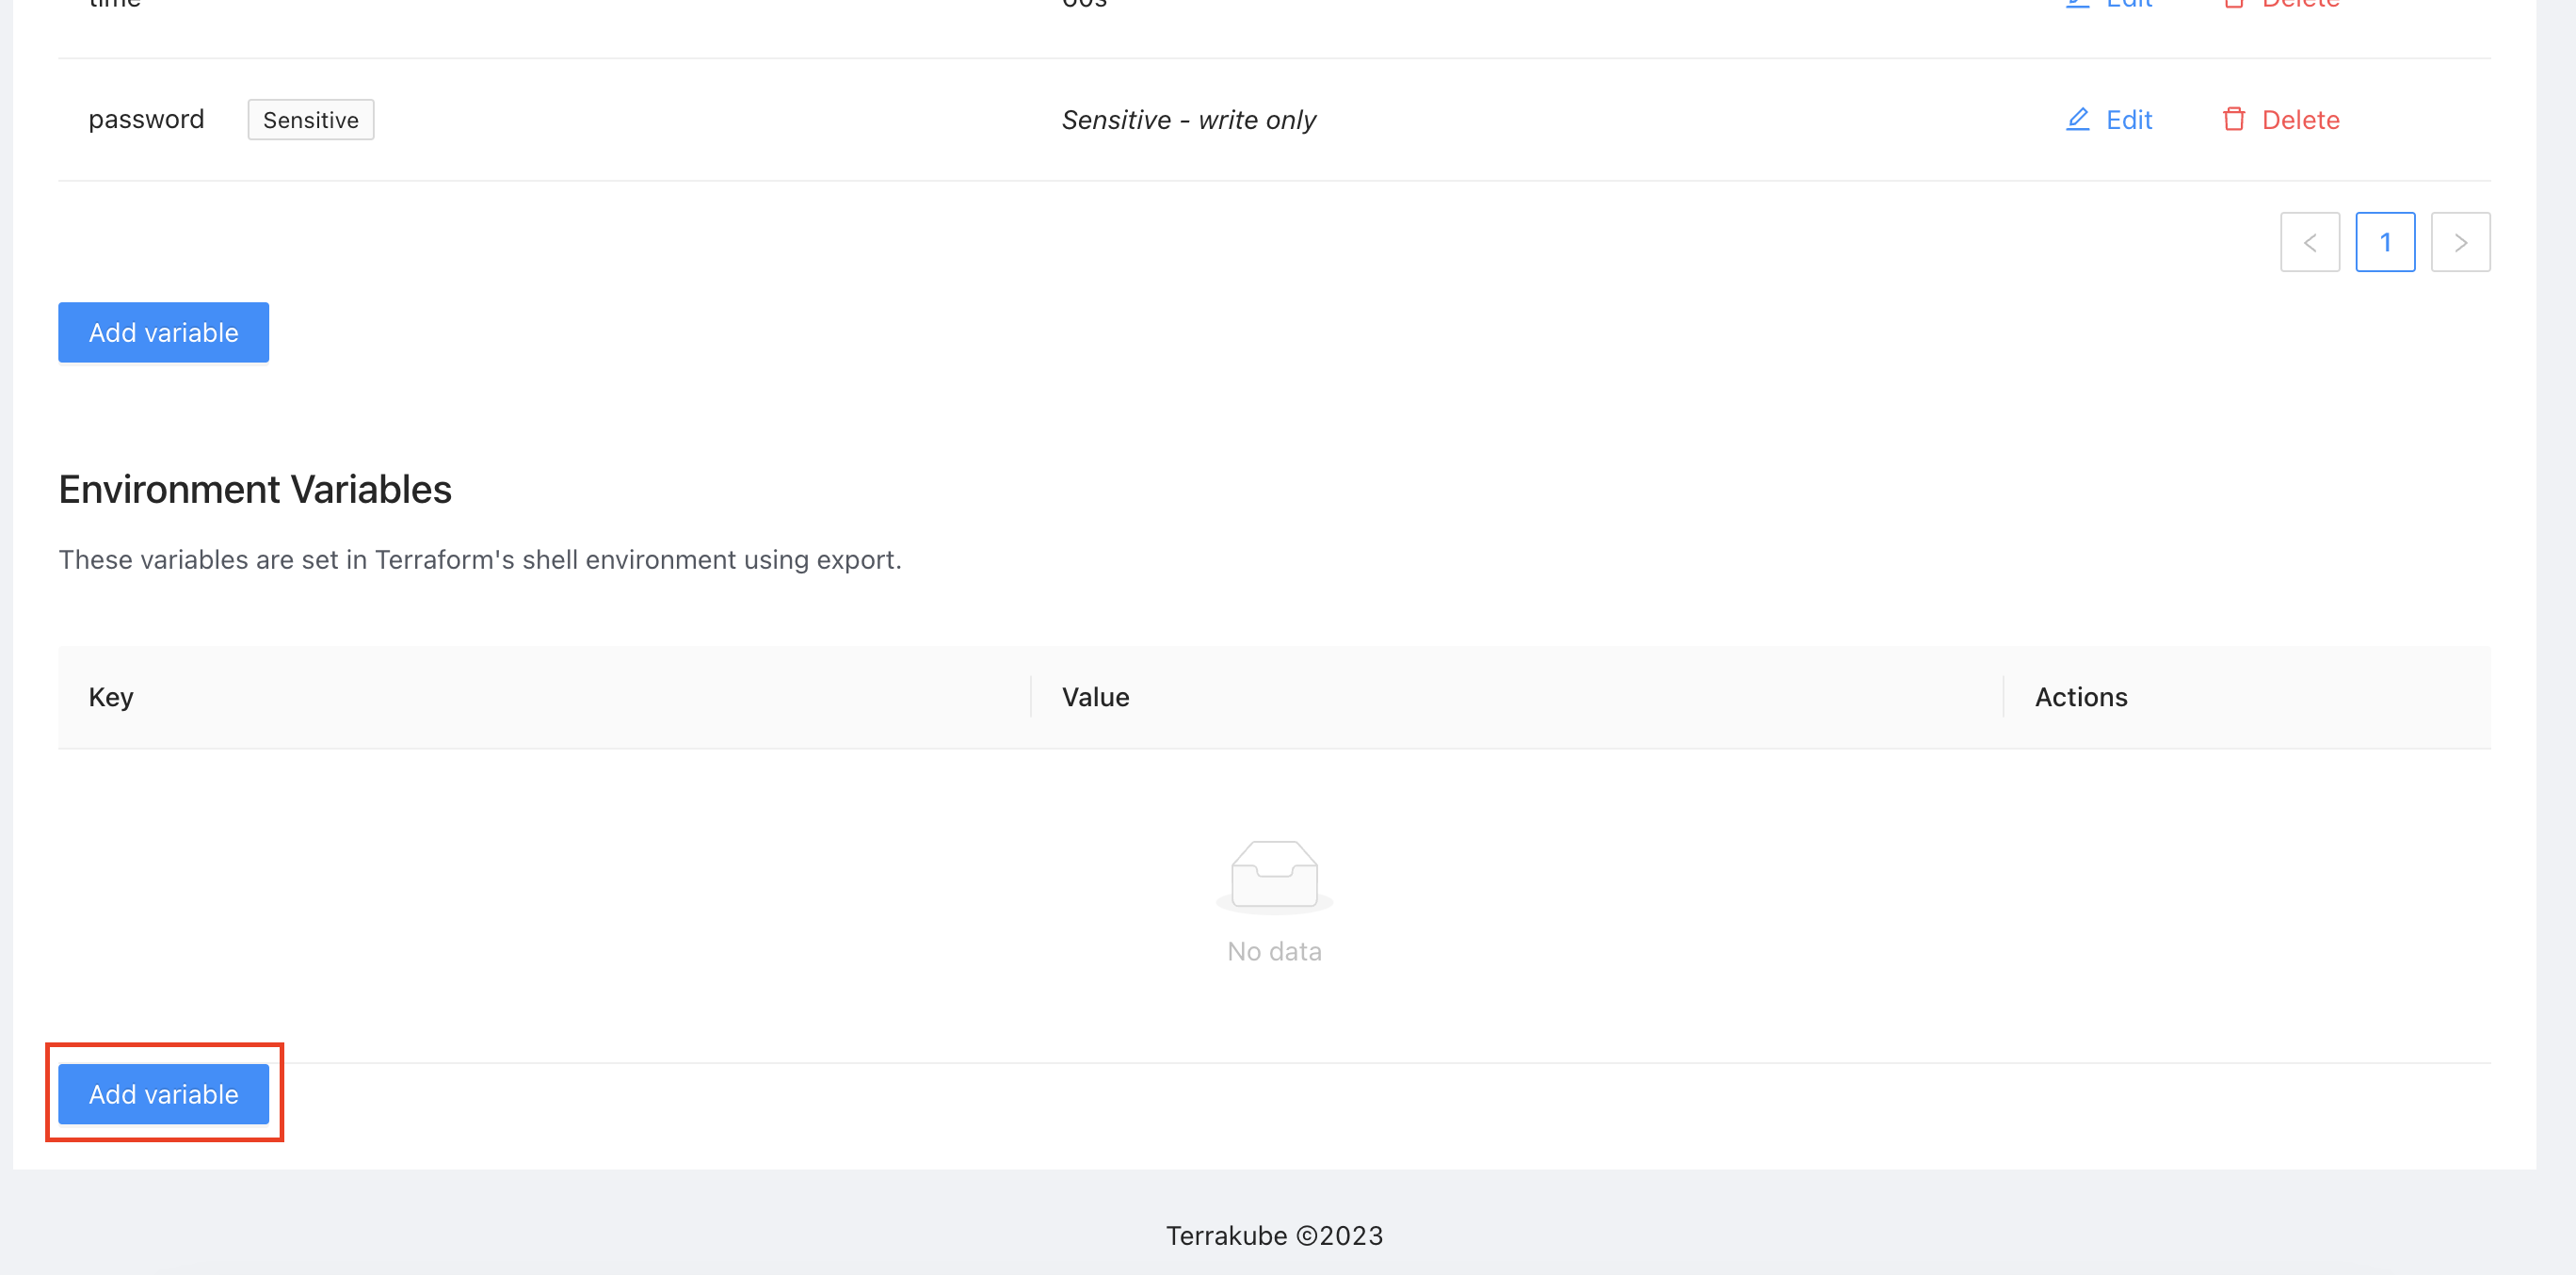 time 60s Edit Delete
password Sensitive Sensitive - write only Edit Delete
< 1 >
Add variable
Environment Variables
These variables are set in Terraform's shell environment using export.
Key Value Actions
No data
Add variable
Terrakube ©2023